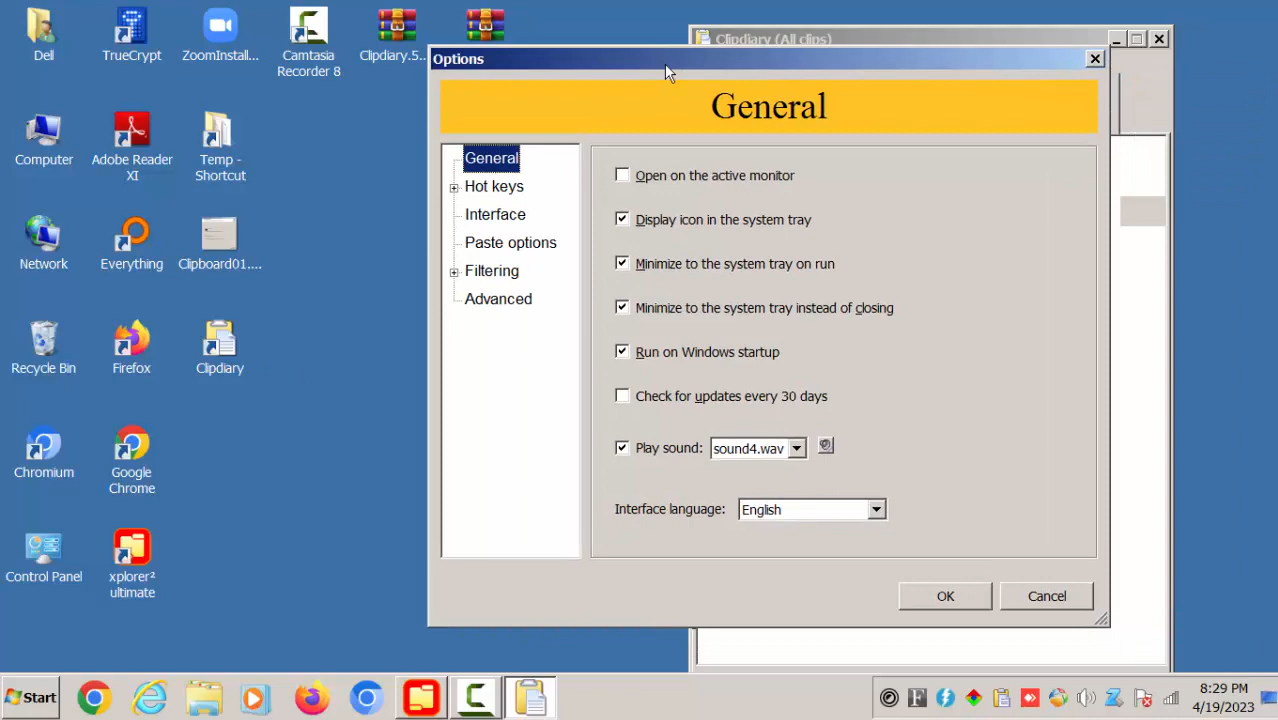 Dell
TrueCrypt
ZoomInstall...
Camtasia
Recorder 8
Clipdiary.5...
Computer
Adobe Reader
XI
Temp -
Shortcut
Network
Everything
Clipboard01....
Recycle Bin
Firefox
Clipdiary
Chromium
Google
Chrome
Control Panel
xplorer²
ultimate
Clipdiary (All clips)
Options
General
General
Hot keys
Interface
Paste options
Filtering
Advanced
Open on the active monitor
Display icon in the system tray
Minimize to the system tray on run
Minimize to the system tray instead of closing
Run on Windows startup
Check for updates every 30 days
Play sound: sound4.wav
Interface language: English
OK
Cancel
Start
8:29 PM
4/19/2023